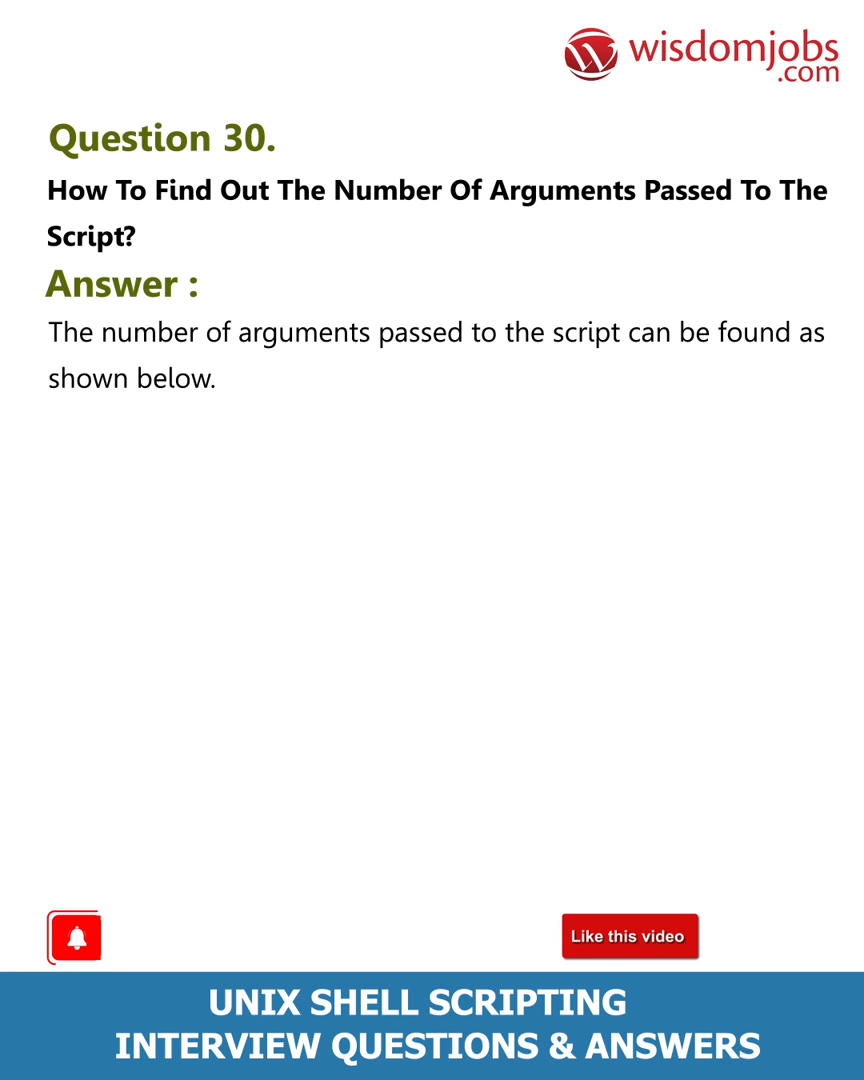 wisdomjobs
.com
Question 30.
How To Find Out The Number Of Arguments Passed To The
Script?
Answer :
The number of arguments passed to the script can be found as
shown below.
Like this video
UNIX SHELL SCRIPTING
INTERVIEW QUESTIONS & ANSWERS